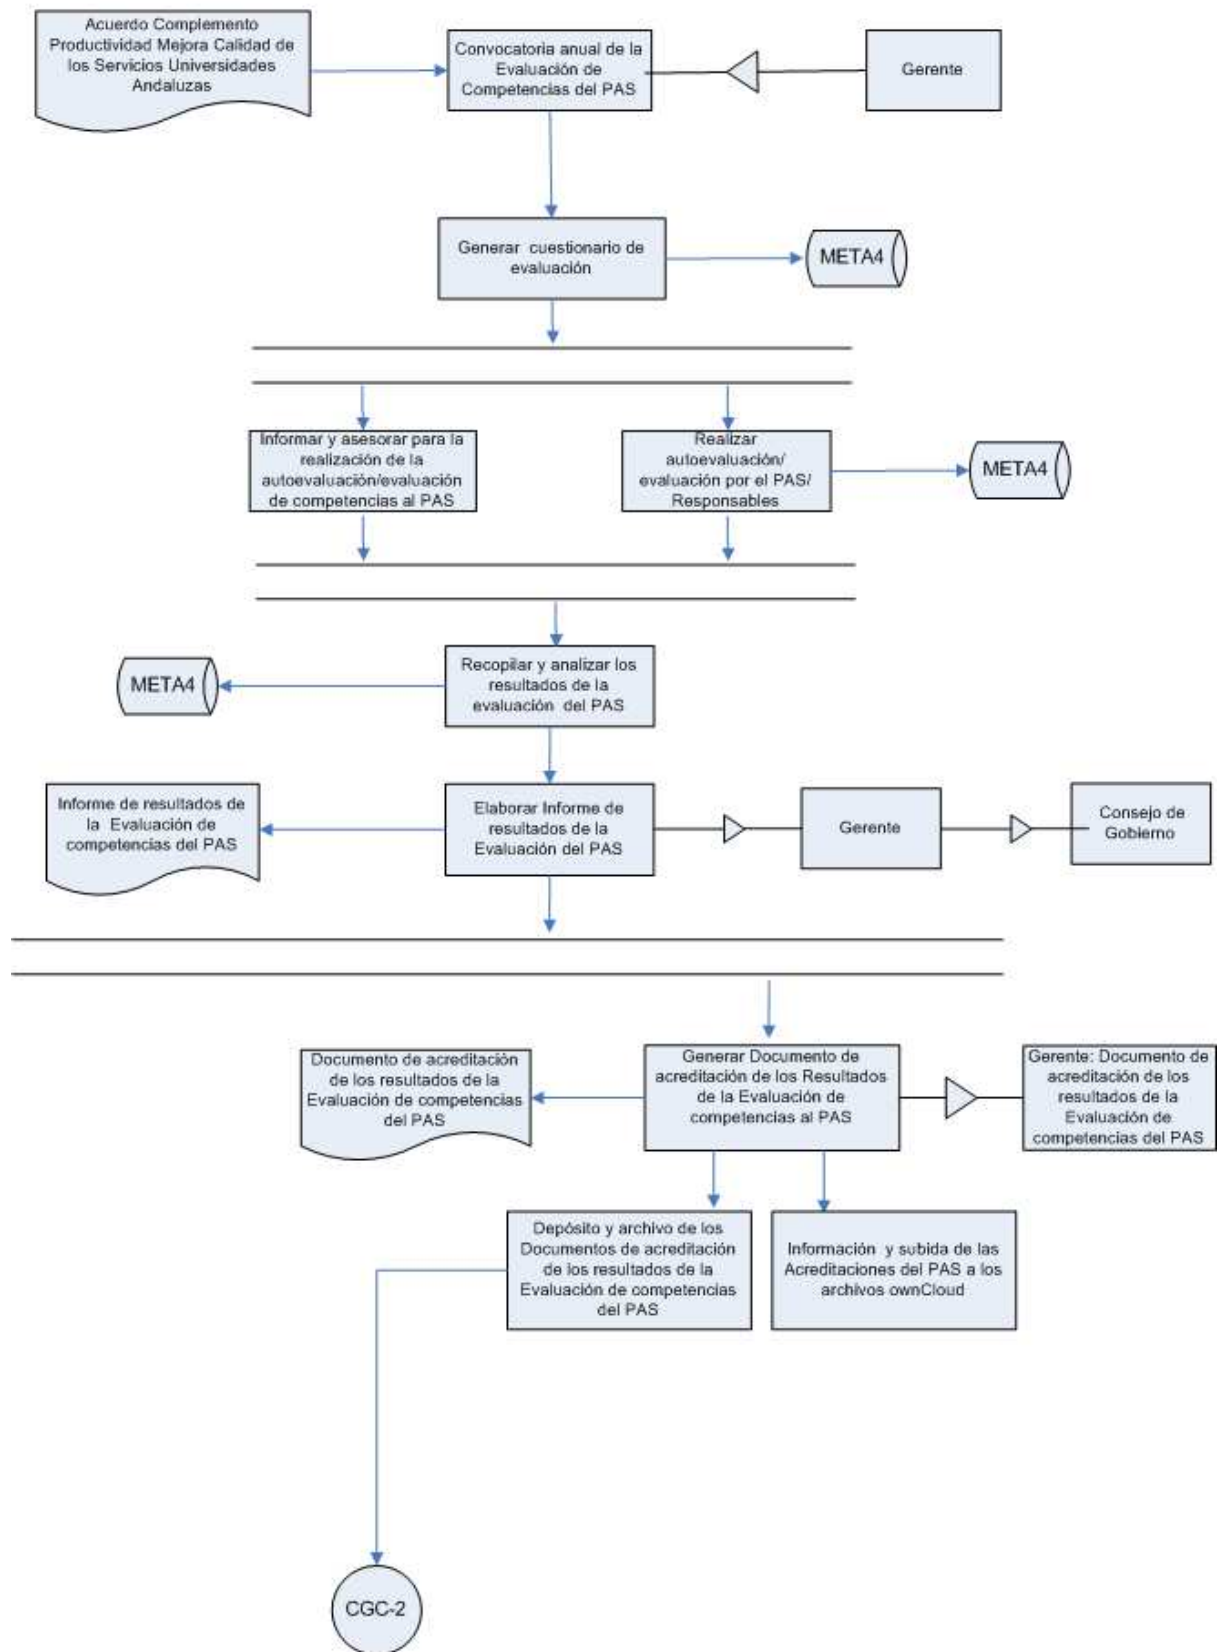 Acuerdo Complemento
Productividad Mejora Calidad de
los Servicios Universidades
Andaluzas
Convocatoria anual de la
Evaluación de
Competencias del PAS
Gerente
Generar cuestionario de
evaluación
META4
Informar y asesorar para la
realización de la
autoevaluación/evaluación
de competencias al PAS
Realizar
autoevaluación/
evaluación por el PAS/
Responsables
META4
Recopilar y analizar los
resultados de la
evaluación del PAS
META4
Informe de resultados de
la Evaluación de
competencias del PAS
Elaborar Informe de
resultados de la
Evaluación del PAS
Gerente
Consejo de
Gobierno
Documento de acreditación
de los resultados de la
Evaluación de competencias
del PAS
Generar Documento de
acreditación de los Resultados
de la Evaluación de
competencias al PAS
Gerente: Documento de
acreditación de los
resultados de la
Evaluación de
competencias del PAS
Depósito y archivo de los
Documentos de acreditación
de los resultados de la
Evaluación de competencias
del PAS
Información y subida de las
Acreditaciones del PAS a los
archivos ownCloud
CGC-2